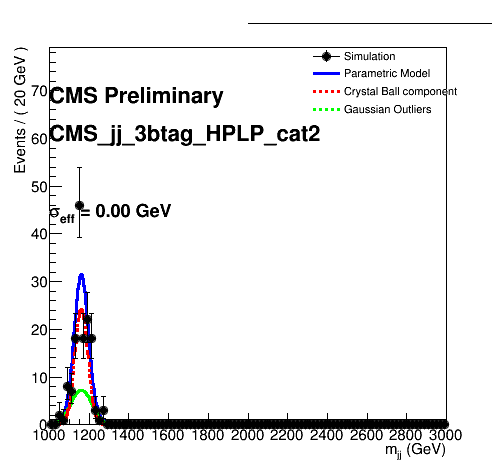 Simulation
Parametric Model
Crystal Ball component
Gaussian Outliers
CMS Preliminary
CMS_jj_3btag_HPLP_cat2
σeff = 0.00 GeV
Events / ( 20 GeV )
70
60
50
40
30
20
10
0
1000 1200 1400 1600 1800 2000 2200 2400 2600 2800 3000
mjj (GeV)